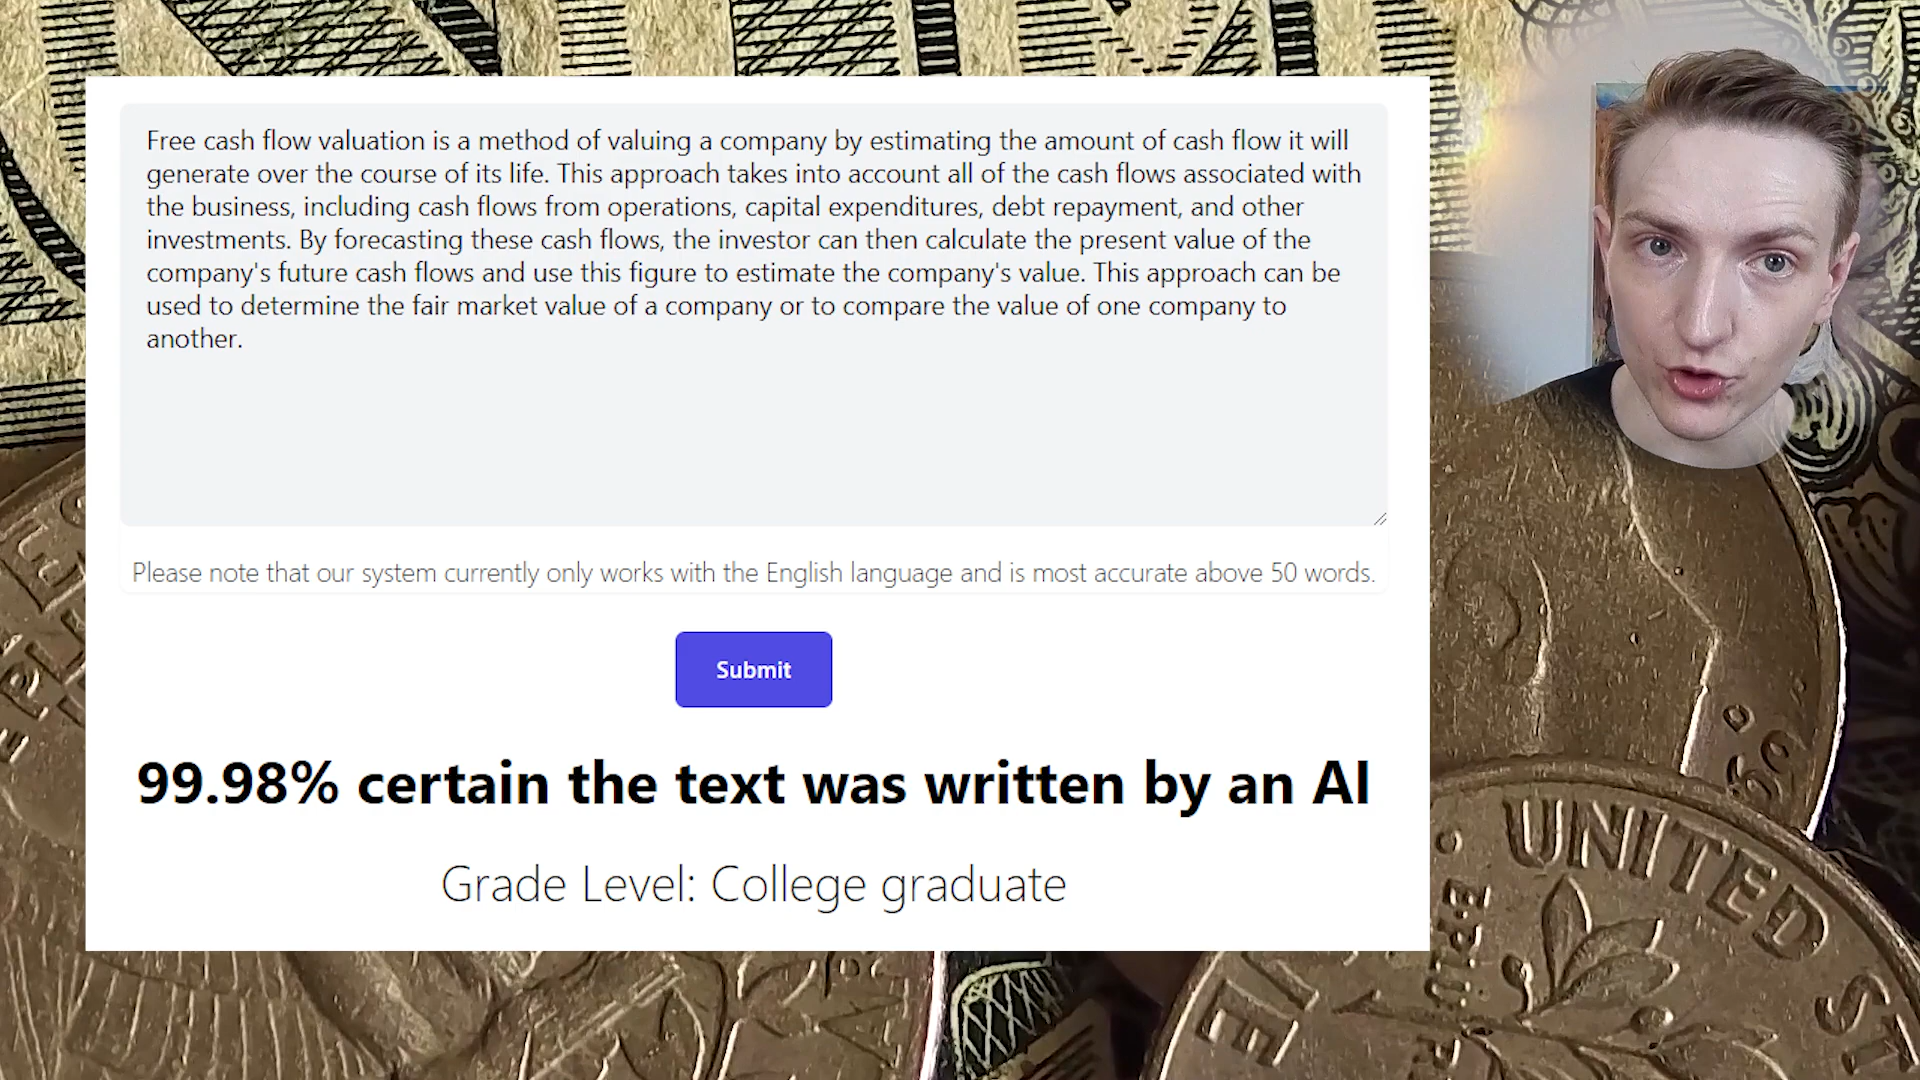 Free cash flow valuation is a method of valuing a company by estimating the amount of cash flow it will
generate over the course of its life. This approach takes into account all of the cash flows associated with
the business, including cash flows from operations, capital expenditures, debt repayment, and other
investments. By forecasting these cash flows, the investor can then calculate the present value of the
company's future cash flows and use this figure to estimate the company's value. This approach can be
used to determine the fair market value of a company or to compare the value of one company to
another.
Please note that our system currently only works with the English language and is most accurate above 50 words.
Submit
99.98% certain the text was written by an AI
Grade Level: College graduate
UNITED